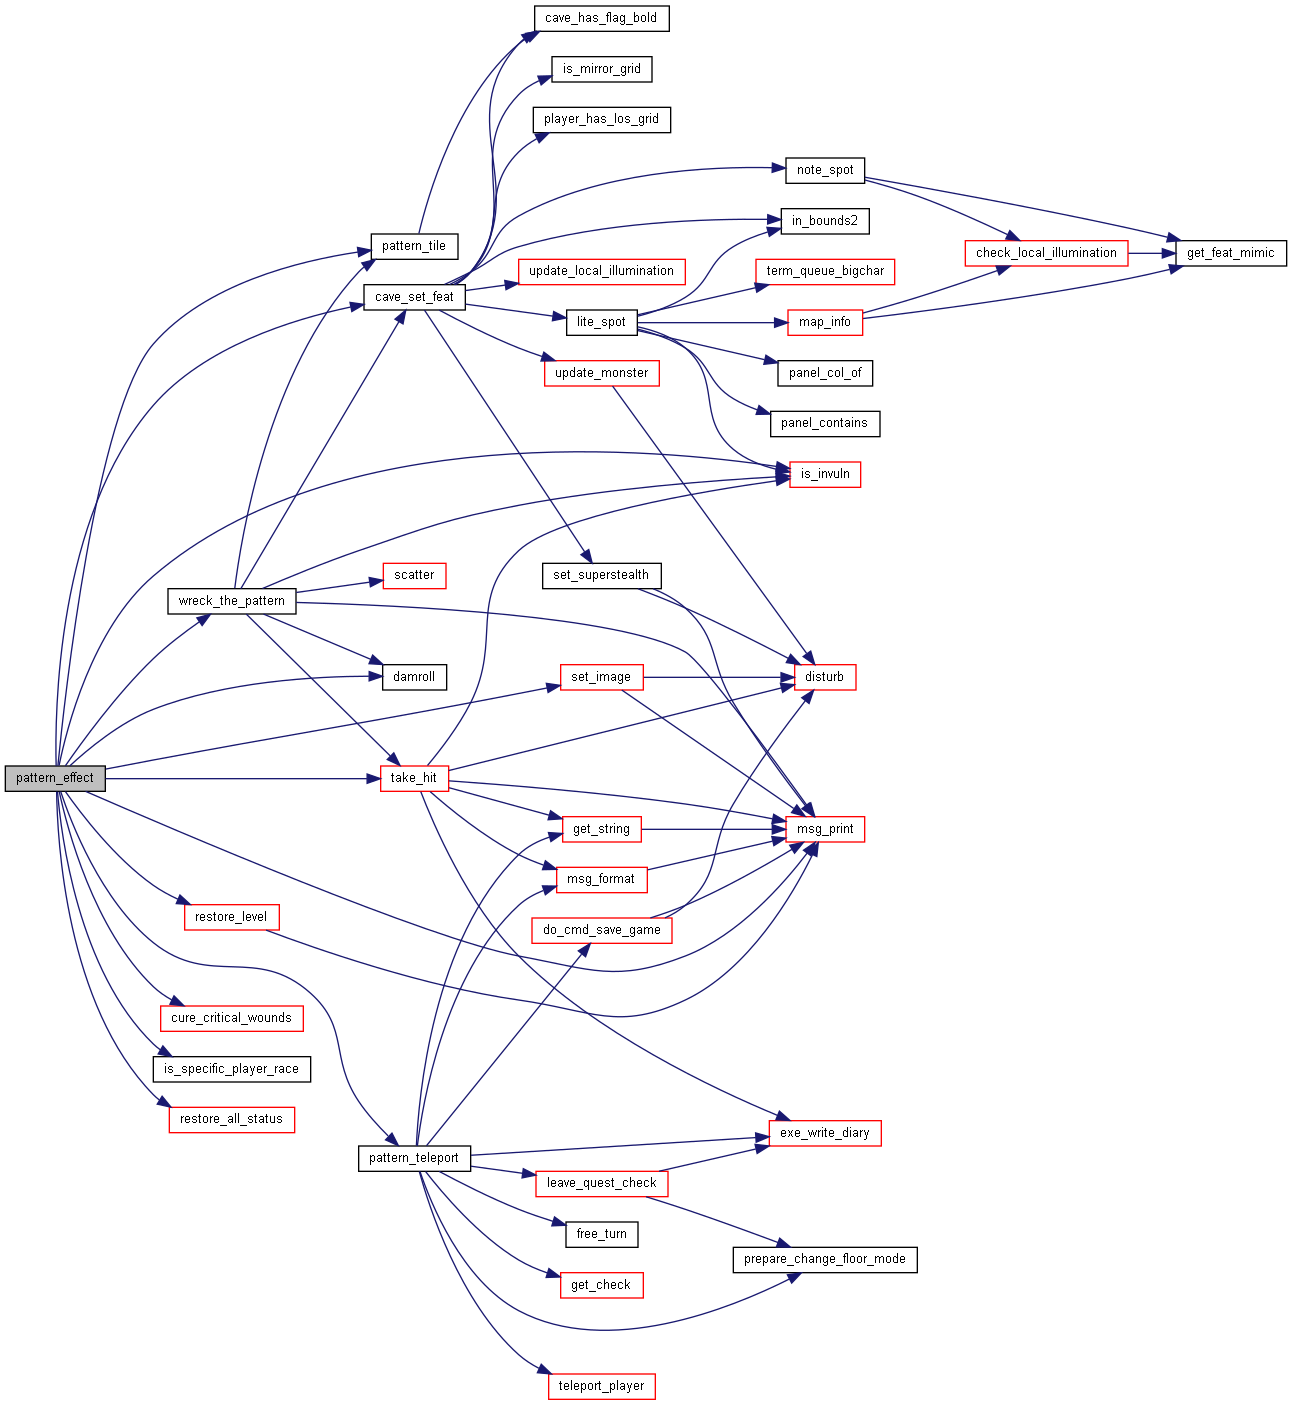 cave_has_flag_bold
is_mirror_grid
player_has_los_grid
note_spot
in_bounds2
pattern_tile
check_local_illumination
get_feat_mimic
update_local_illumination
term_queue_bigchar
cave_set_feat
lite_spot
map_info
update_monster
panel_col_of
panel_contains
is_invuln
scatter
set_superstealth
wreck_the_pattern
damroll
set_image
disturb
pattern_effect
take_hit
get_string
msg_print
msg_format
restore_level
do_cmd_save_game
cure_critical_wounds
is_specific_player_race
restore_all_status
exe_write_diary
pattern_teleport
leave_quest_check
free_turn
prepare_change_floor_mode
get_check
teleport_player